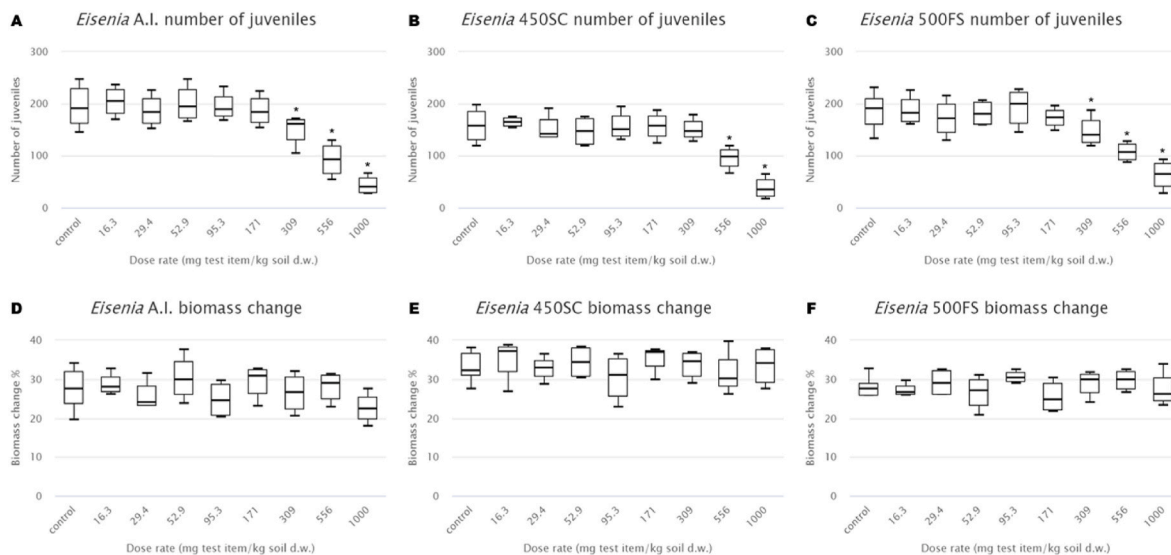 A
Eisenia A.I. number of juveniles
300
200
100
0
Number of juveniles
*
*
*
control
16.3
29.4
52.9
95.3
171
309
556
1000
Dose rate (mg test item/kg soil d.w.)
B
Eisenia 450SC number of juveniles
300
200
100
0
Number of juveniles
*
*
control
16.3
29.4
52.9
95.3
171
309
556
1000
Dose rate (mg test item/kg soil d.w.)
C
Eisenia 500FS number of juveniles
300
200
100
0
Number of juveniles
*
*
*
control
16.3
29.4
52.9
95.3
171
309
556
1000
Dose rate (mg test item/kg soil d.w.)
D
Eisenia A.I. biomass change
40
30
20
10
0
Biomass change %
control
16.3
29.4
52.9
95.3
171
309
556
1000
Dose rate (mg test item/kg soil d.w.)
E
Eisenia 450SC biomass change
40
30
20
10
0
Biomass change %
control
16.3
29.4
52.9
95.3
171
309
556
1000
Dose rate (mg test item/kg soil d.w.)
F
Eisenia 500FS biomass change
40
30
20
10
0
Biomass change %
control
16.3
29.4
52.9
95.3
171
309
556
1000
Dose rate (mg test item/kg soil d.w.)